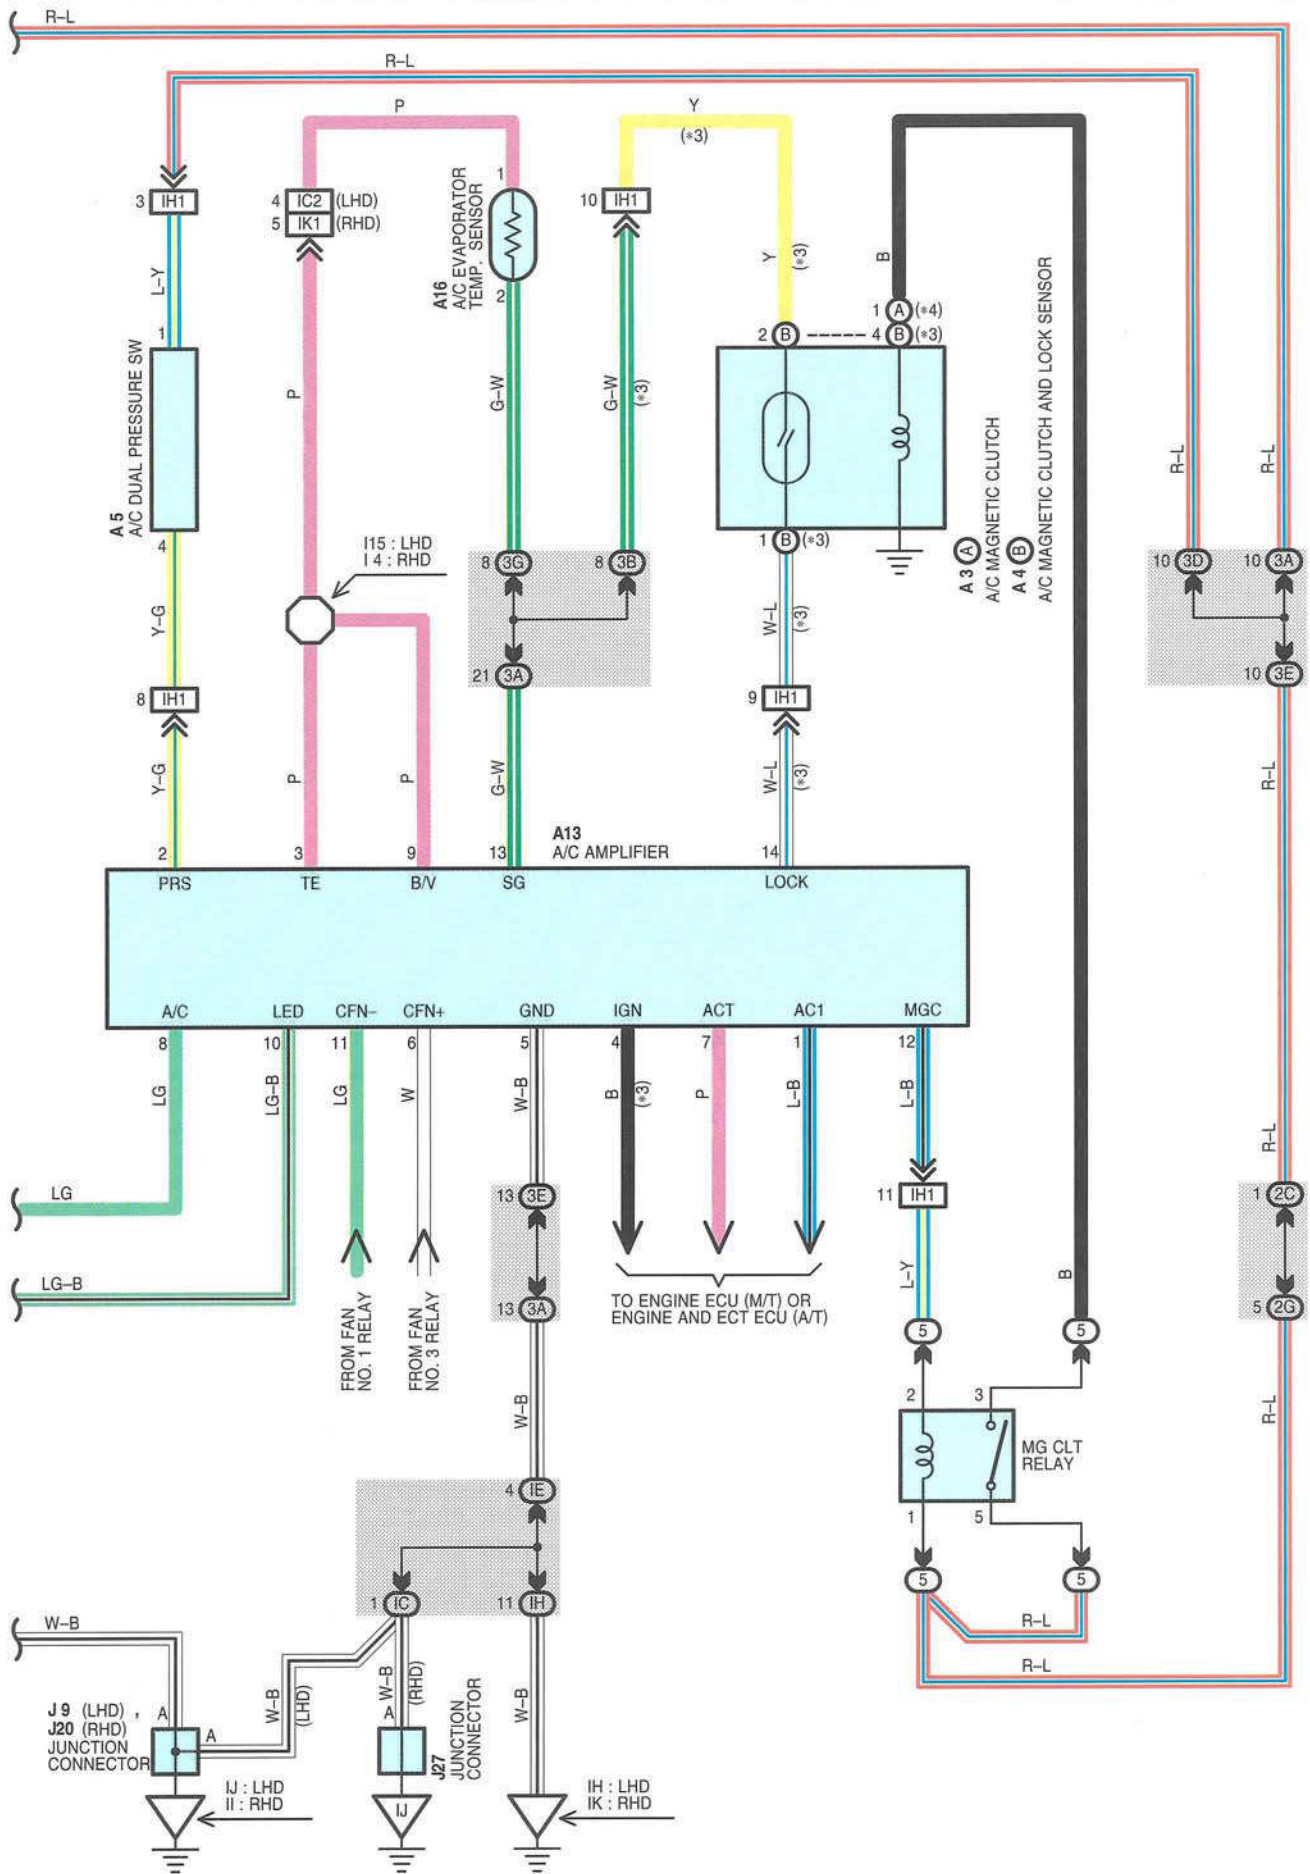 R–L
R–L
P
Y
(*3)
3 IH1
4 IC2 (LHD)
5 IK1 (RHD)
1
10 IH1
L–Y
A16
A/C EVAPORATOR
TEMP. SENSOR
2
Y
(*3)
B
1 A (*4)
2 B
4 B (*3)
1
A 5
A/C DUAL PRESSURE SW
4
P
G–W
G–W
(*3)
1 B (*3)
A 3 A
A/C MAGNETIC CLUTCH
A 4 B
A/C MAGNETIC CLUTCH AND LOCK SENSOR
R–L
R–L
I15 : LHD
I 4 : RHD
8 3G
8 3B
10 3D
10 3A
Y–G
W–L
(*3)
21 3A
10 3E
8 IH1
9 IH1
Y–G
P
P
G–W
W–L
(*3)
R–L
A13
A/C AMPLIFIER
2
3
9
13
14
PRS
TE
B/V
SG
LOCK
A/C
LED
CFN–
CFN+
GND
IGN
ACT
AC1
MGC
8
10
11
6
5
4
7
1
12
LG
LG–B
LG
W
W–B
B
(*3)
P
L–B
L–B
R–L
LG
13 3E
11 IH1
1 2C
LG–B
FROM FAN
NO. 1 RELAY
FROM FAN
NO. 3 RELAY
13 3A
TO ENGINE ECU (M/T) OR
ENGINE AND ECT ECU (A/T)
L–Y
B
5 2G
5
5
W–B
2
3
R–L
MG CLT
RELAY
4 IE
1
5
5
5
1 IC
11 IH
W–B
R–L
R–L
W–B
(LHD)
W–B
(RHD)
W–B
J 9 (LHD) ,
J20 (RHD)
JUNCTION
CONNECTOR
A
A
A
J27
JUNCTION
CONNECTOR
IJ : LHD
II : RHD
IJ
IH : LHD
IK : RHD